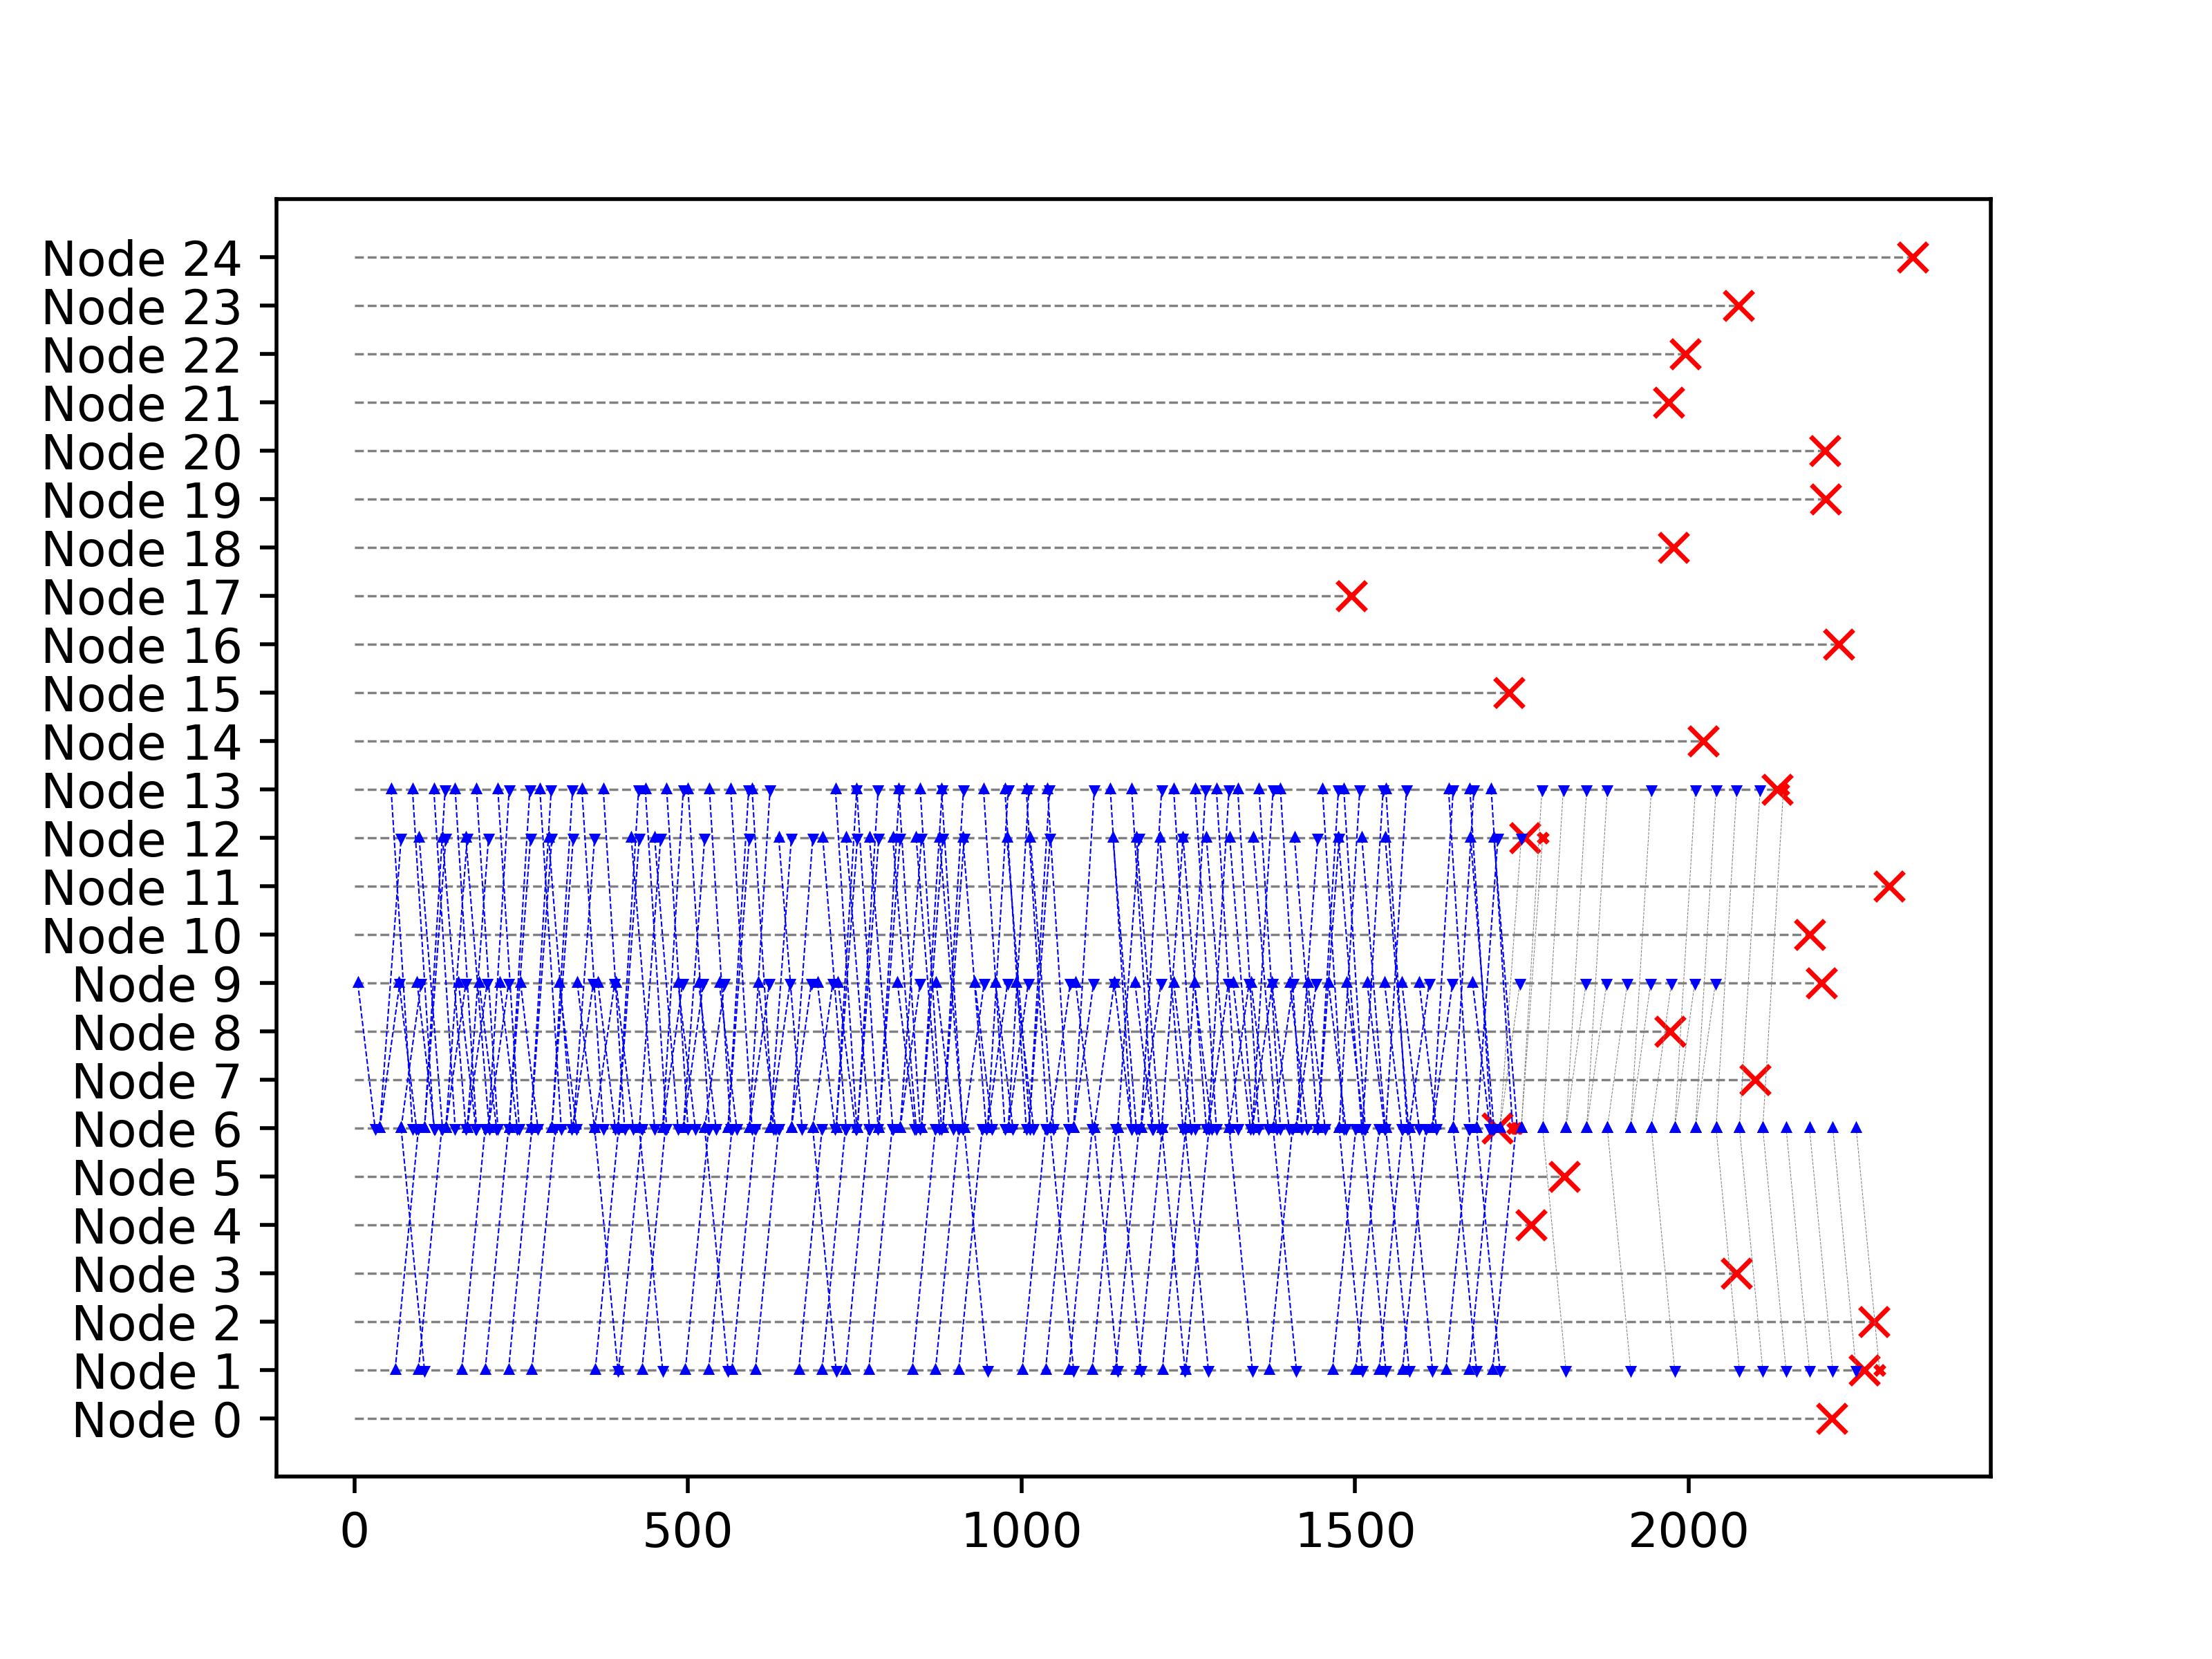 Node 24
Node 23
Node 22
Node 21
Node 20
Node 19
Node 18
Node 17
Node 16
Node 15
Node 14
Node 13
Node 12
Node 11
Node 10
Node 9
Node 8
Node 7
Node 6
Node 5
Node 4
Node 3
Node 2
Node 1
Node 0
0 500 1000 1500 2000